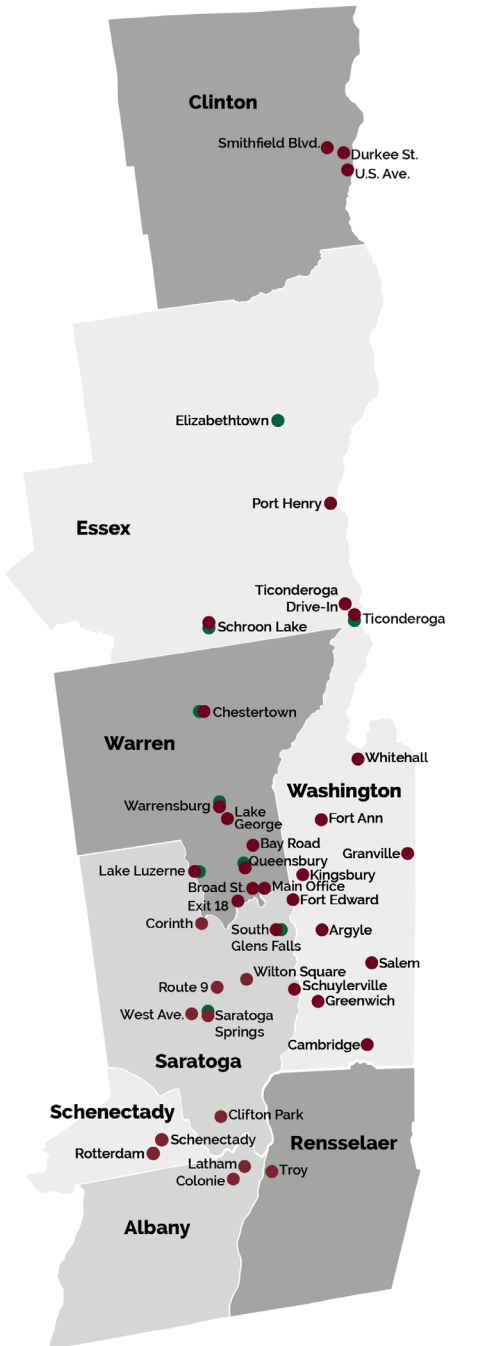 Clinton
Smithfield Blvd.
Durkee St.
U.S. Ave.
Elizabethtown
Port Henry
Essex
Ticonderoga
Drive-In
Ticonderoga
Schroon Lake
Chestertown
Warren
Whitehall
Washington
Warrensburg
Lake
George
Fort Ann
Bay Road
Granville
Queensbury
Lake Luzerne
Kingsbury
Broad St.
Main Office
Fort Edward
Exit 18
Corinth
South
Glens Falls
Argyle
Salem
Wilton Square
Route 9
Schuylerville
Greenwich
West Ave.
Saratoga
Springs
Cambridge
Saratoga
Schenectady
Clifton Park
Schenectady
Rensselaer
Rotterdam
Latham
Troy
Colonie
Albany